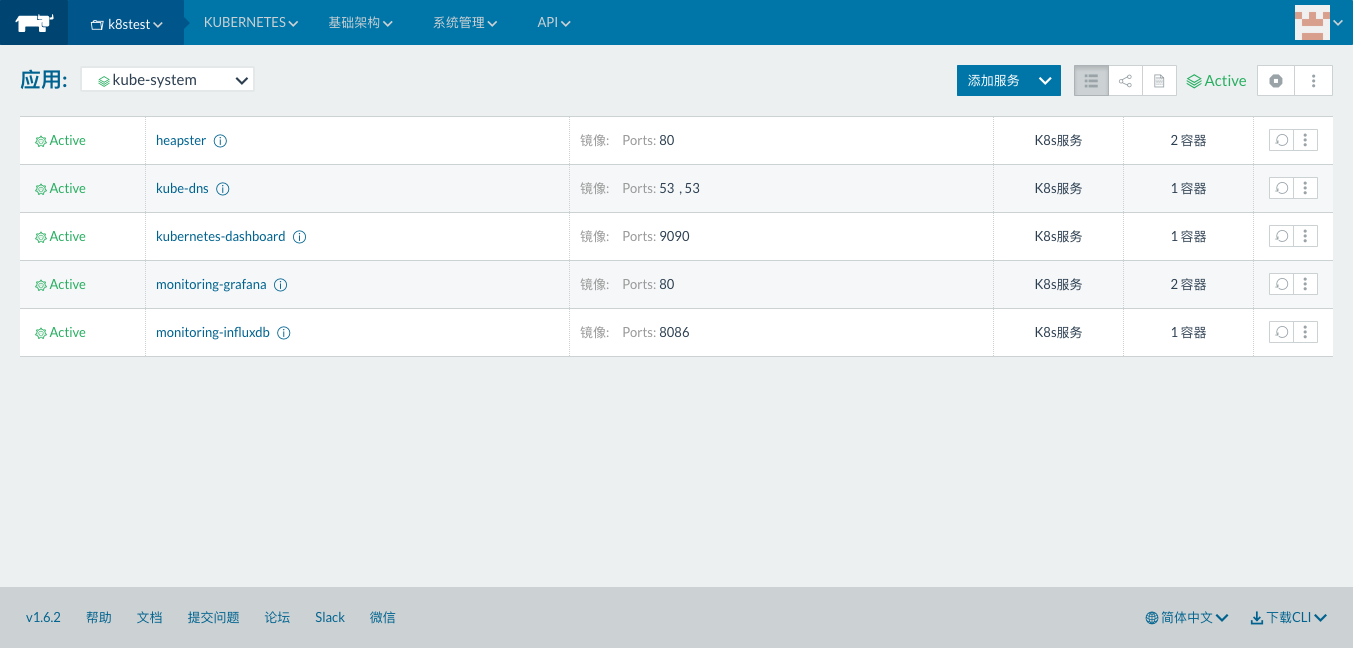 k8stest KUBERNETES 基础架构 系统管理 API
应用: kube-system 添加服务 Active
Active heapster 镜像: Ports: 80 K8s服务 2 容器
Active kube-dns 镜像: Ports: 53 , 53 K8s服务 1 容器
Active kubernetes-dashboard 镜像: Ports: 9090 K8s服务 1 容器
Active monitoring-grafana 镜像: Ports: 80 K8s服务 2 容器
Active monitoring-influxdb 镜像: Ports: 8086 K8s服务 1 容器
v1.6.2 帮助 文档 提交问题 论坛 Slack 微信 简体中文 下载CLI